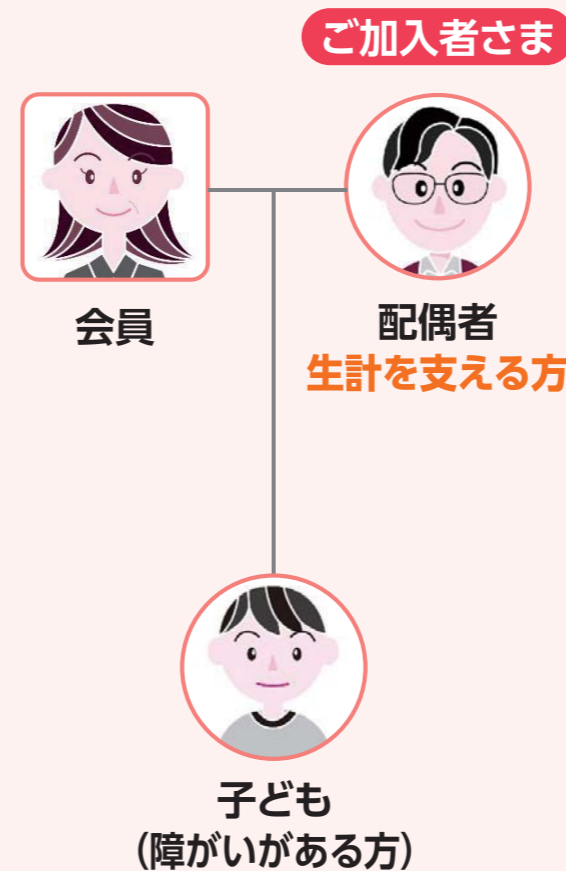 ご加入者さま
会員
配偶者
生計を支える方
子ども
(障がいがある方)